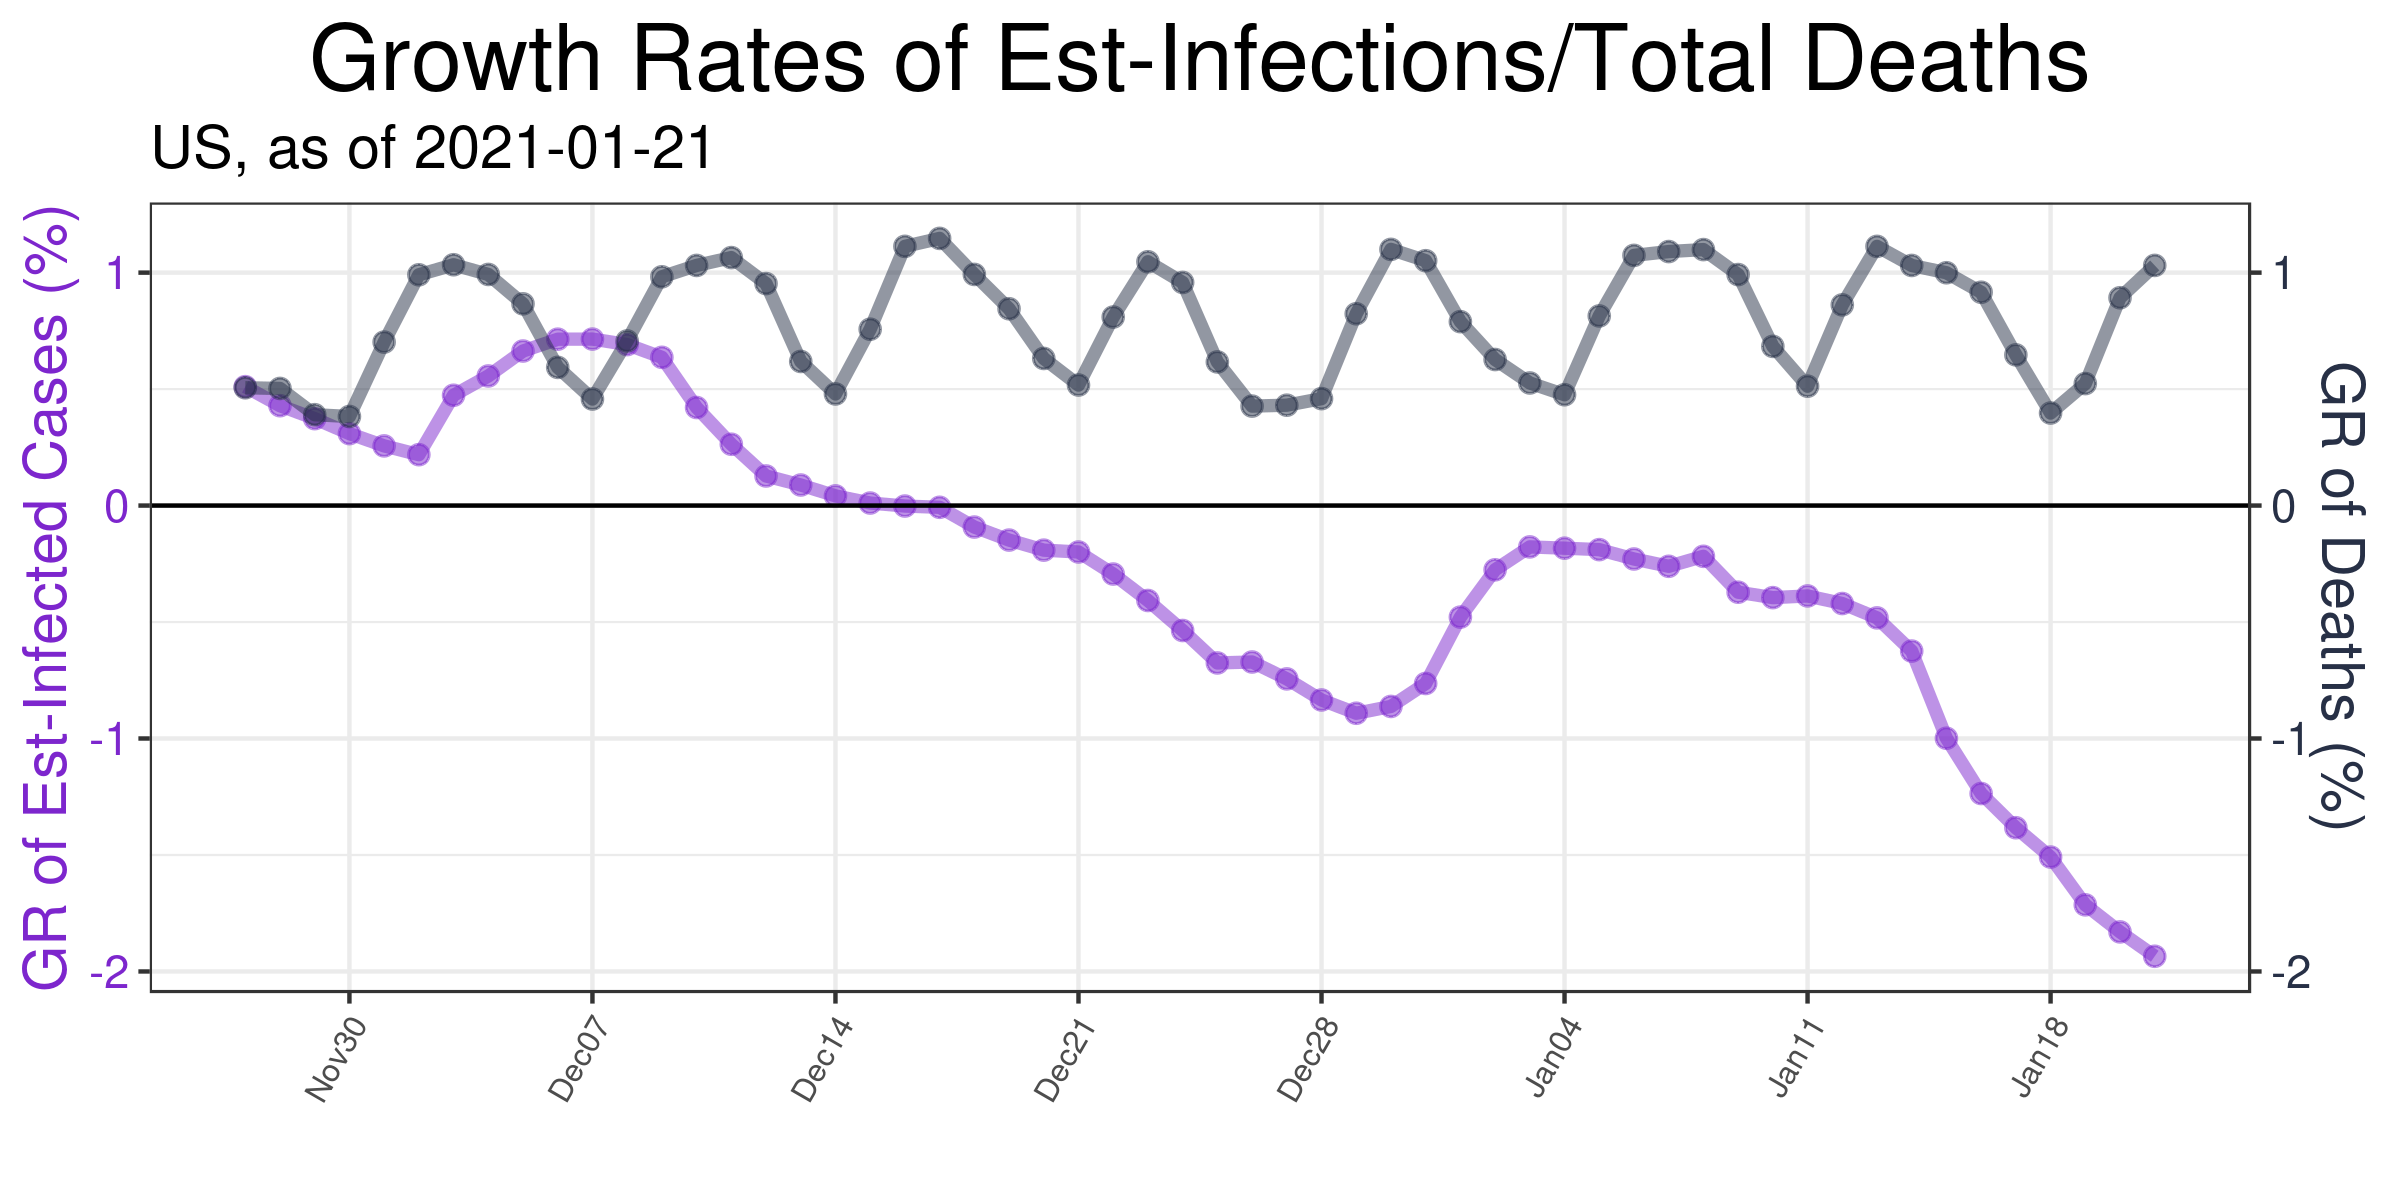 Growth Rates of Est-Infections/Total Deaths
US, as of 2021-01-21
GR of Est-Infected Cases (%)
1
0
-1
-2
1
0
-1
-2
GR of Deaths (%)
Nov30
Dec07
Dec14
Dec21
Dec28
Jan04
Jan11
Jan18